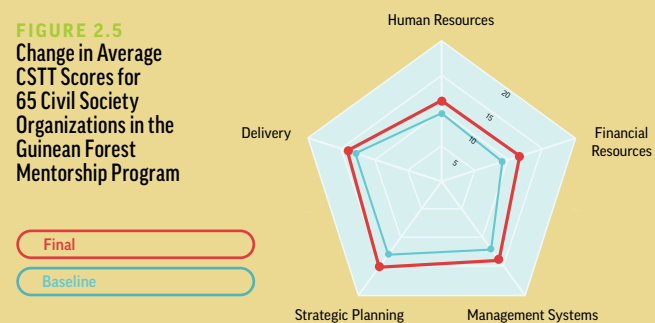 FIGURE 2.5
Change in Average
CSTT Scores for
65 Civil Society
Organizations in the
Guinean Forest
Mentorship Program
Final
Baseline
Human Resources
20
15
10
5
Delivery
Financial
Resources
Strategic Planning
Management Systems